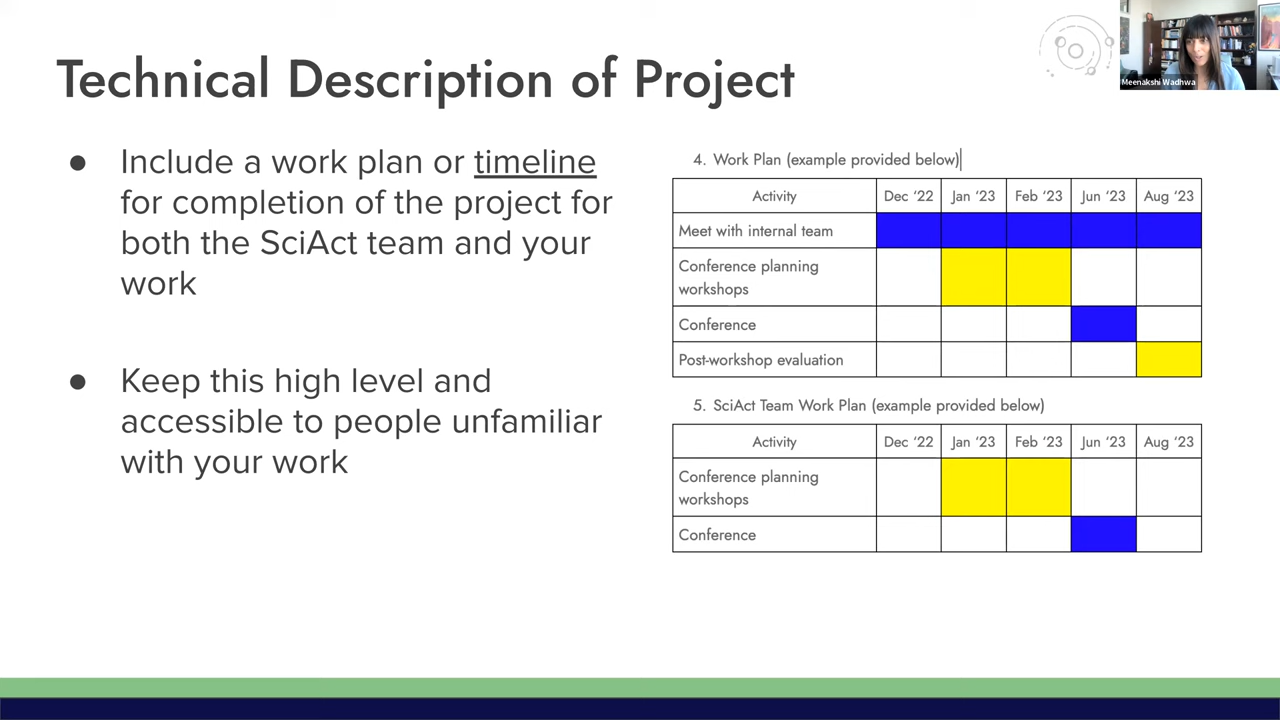 Technical Description of Project
Meenakshi Wadhwa
● Include a work plan or timeline
for completion of the project for
both the SciAct team and your
work
● Keep this high level and
accessible to people unfamiliar
with your work
4. Work Plan (example provided below)
Activity Dec ‘22 Jan ‘23 Feb ‘23 Jun ‘23 Aug ‘23
Meet with internal team
Conference planning
workshops
Conference
Post-workshop evaluation
5. SciAct Team Work Plan (example provided below)
Activity Dec ‘22 Jan ‘23 Feb ‘23 Jun ‘23 Aug ‘23
Conference planning
workshops
Conference